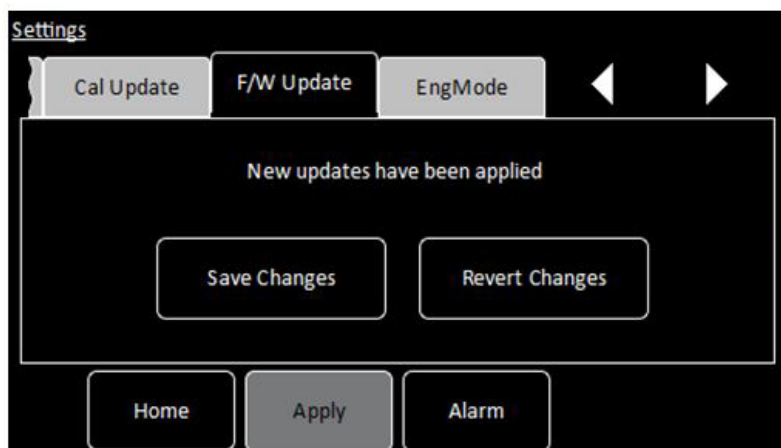 Settings
Cal Update F/W Update EngMode
New updates have been applied
Save Changes Revert Changes
Home Apply Alarm